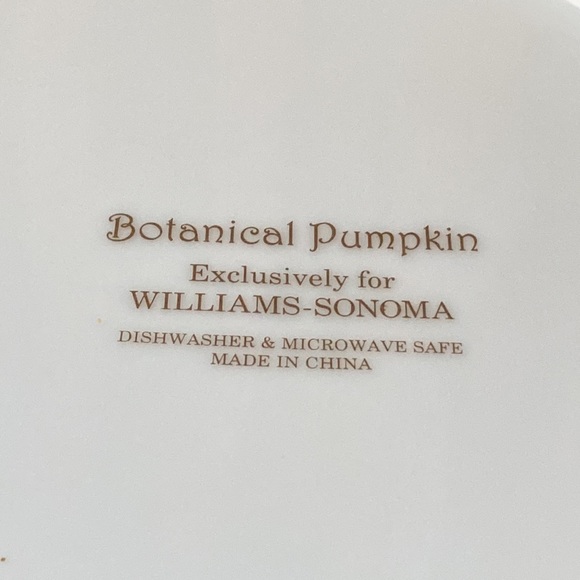 Botanical Pumpkin
Exclusively for
WILLIAMS-SONOMA
DISHWASHER & MICROWAVE SAFE
MADE IN CHINA